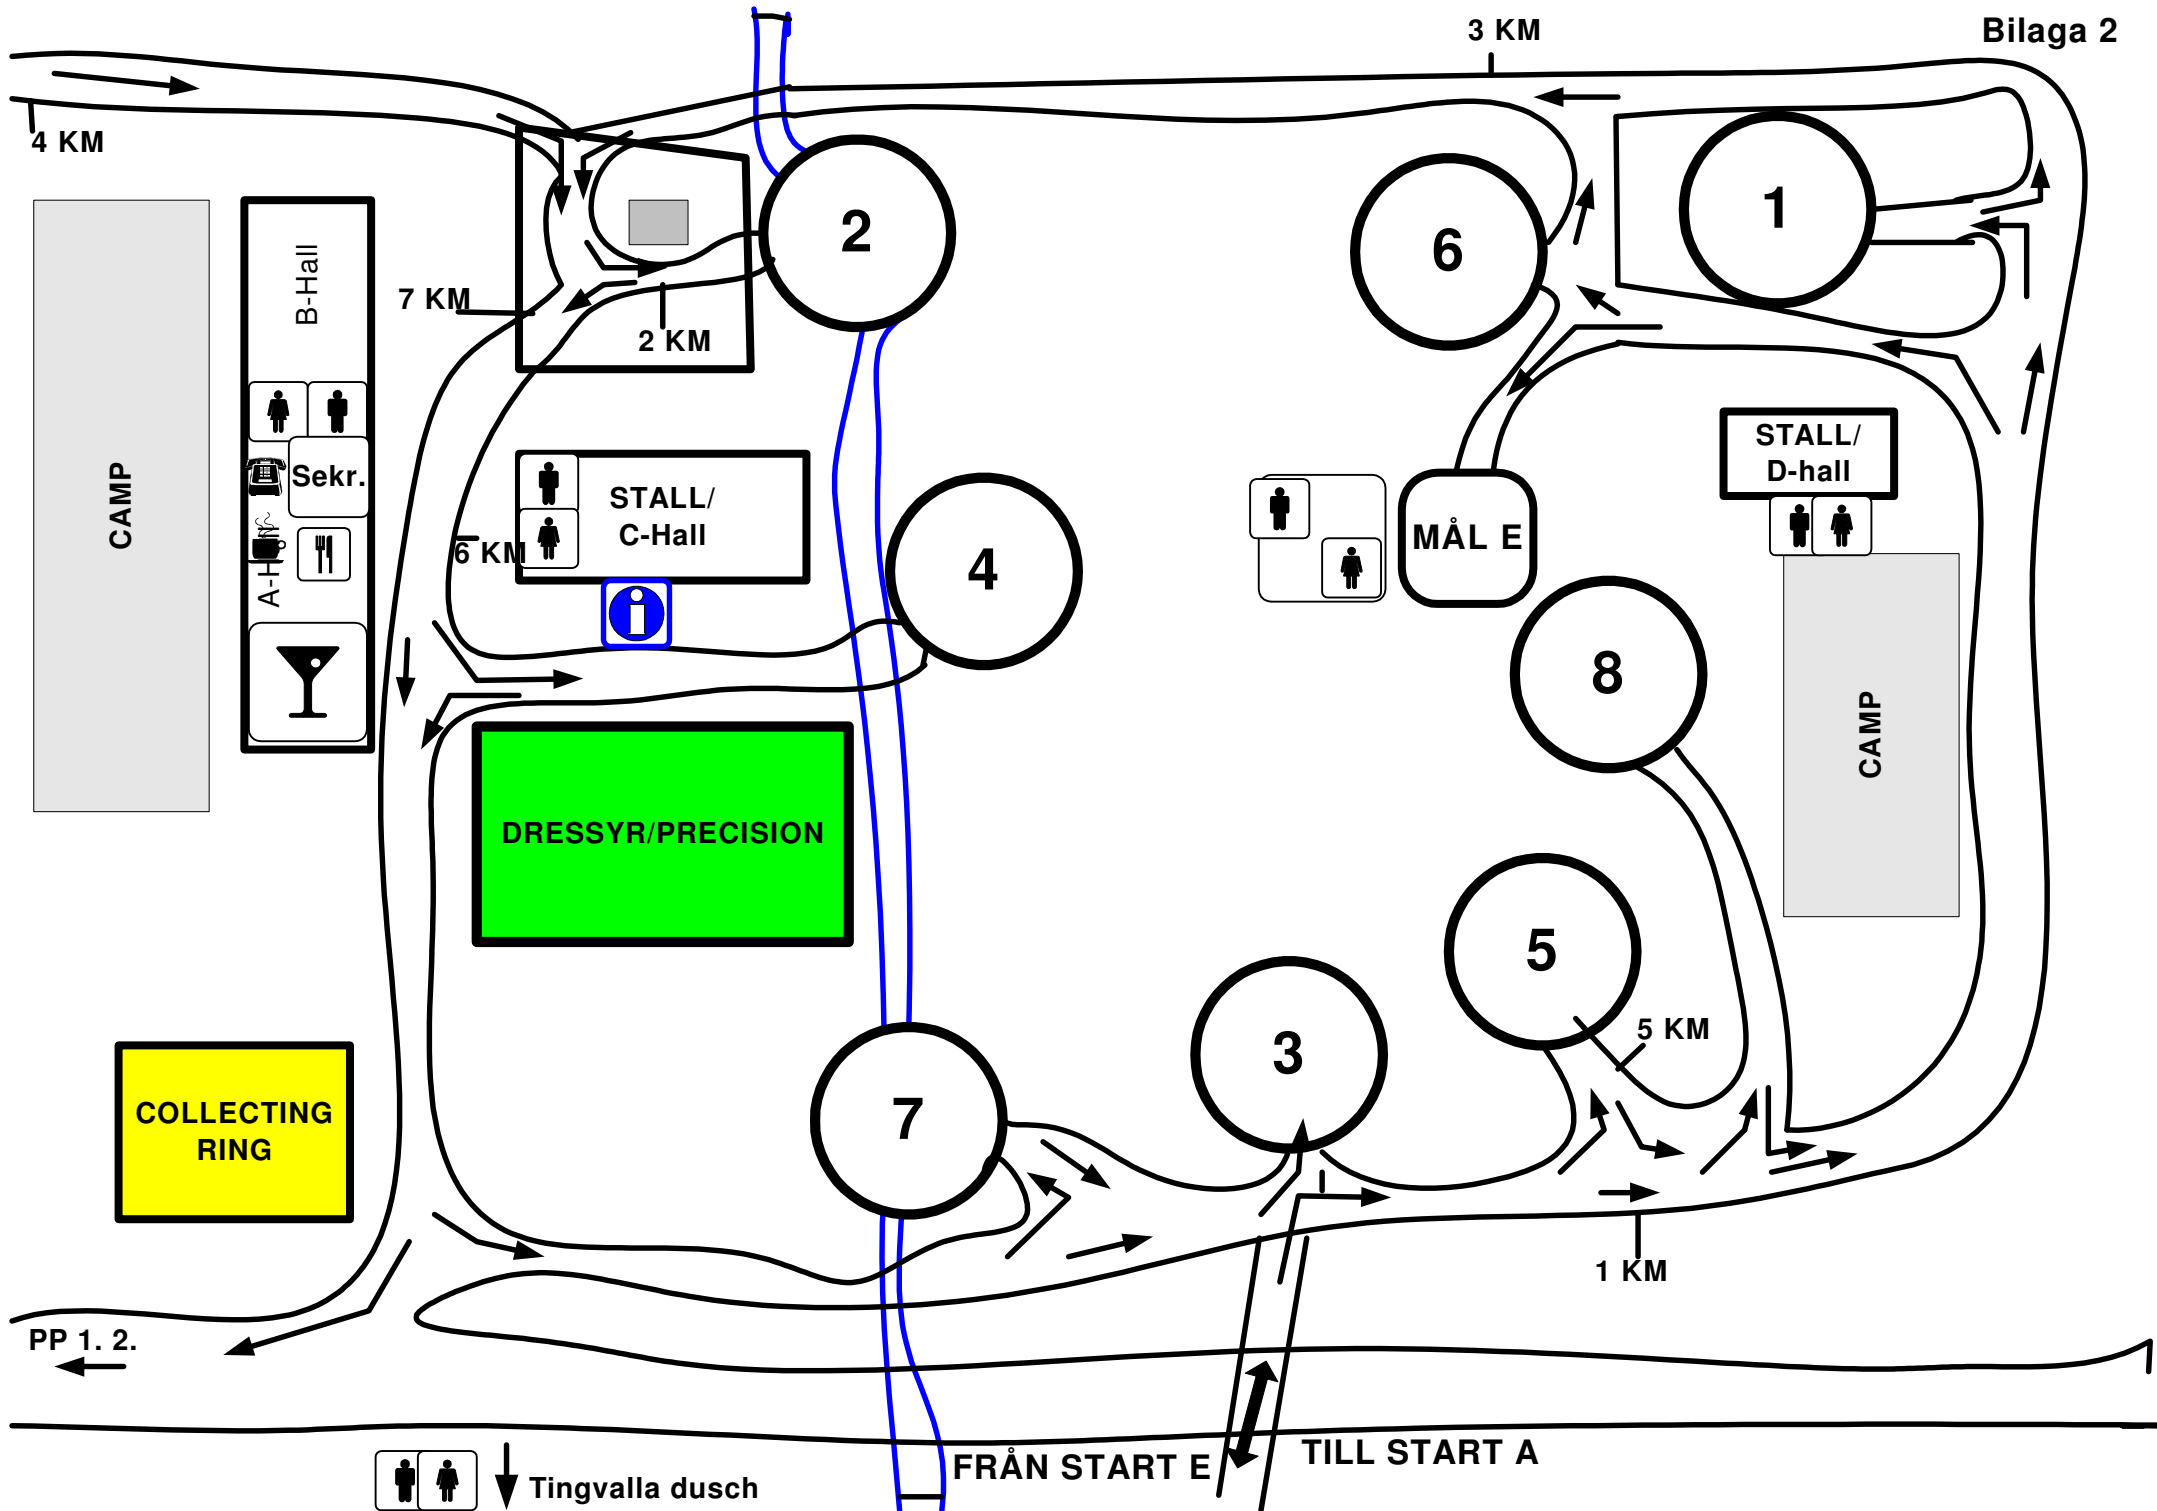 3 KM
Bilaga 2
4 KM
1
2
6
B-Hall
7 KM
2 KM
STALL/
D-hall
CAMP
Sekr.
STALL/
C-Hall
MÅL E
6 KM
4
A-H
8
CAMP
DRESSYR/PRECISION
5
5 KM
3
COLLECTING
RING
7
1 KM
PP 1. 2.
FRÅN START E
TILL START A
Tingvalla dusch